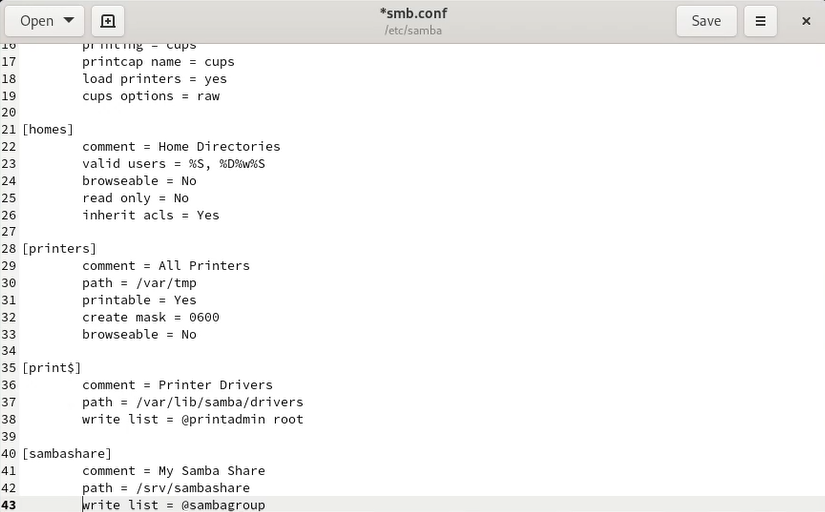 Open
*smb.conf
/etc/samba
Save
16 printing = cups
17 printcap name = cups
18 load printers = yes
19 cups options = raw
20
21 [homes]
22 comment = Home Directories
23 valid users = %S, %D%w%S
24 browseable = No
25 read only = No
26 inherit acls = Yes
27
28 [printers]
29 comment = All Printers
30 path = /var/tmp
31 printable = Yes
32 create mask = 0600
33 browseable = No
34
35 [print$]
36 comment = Printer Drivers
37 path = /var/lib/samba/drivers
38 write list = @printadmin root
39
40 [sambashare]
41 comment = My Samba Share
42 path = /srv/sambashare
43 write list = @sambagroup